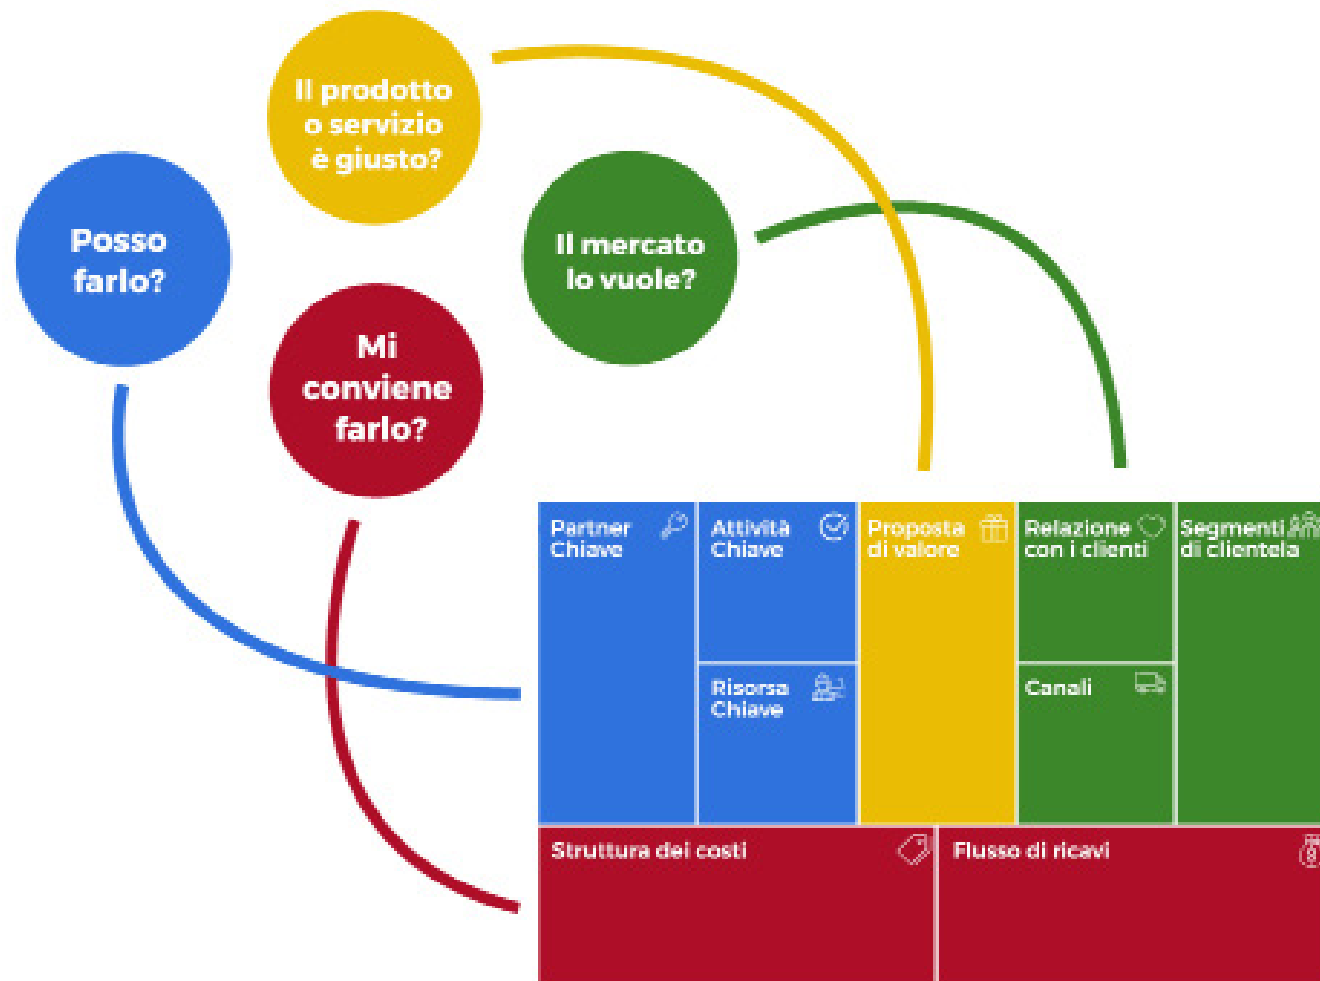 Il prodotto
o servizio
è giusto?
Posso
farlo?
Il mercato
lo vuole?
Mi
conviene
farlo?
Partner
Chiave
Attività
Chiave
Risorsa
Chiave
Proposta
di valore
Relazione
con i clienti
Canali
Segmenti
di clientela
Struttura dei costi
Flusso di ricavi